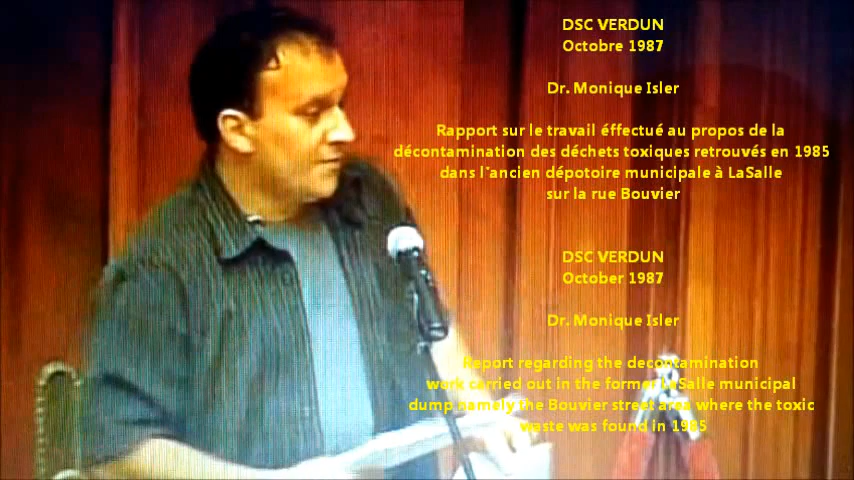 DSC VERDUN
Octobre 1987
Dr. Monique Isler
Rapport sur le travail éffectué au propos de la
décontamination des déchets toxiques retrouvés en 1985
dans l'ancien dépotoire municipale à LaSalle
sur la rue Bouvier
DSC VERDUN
October 1987
Dr. Monique Isler
Report regarding the decontamination
work carried out in the former LaSalle municipal
dump namely the Bouvier street area where the toxic
waste was found in 1985